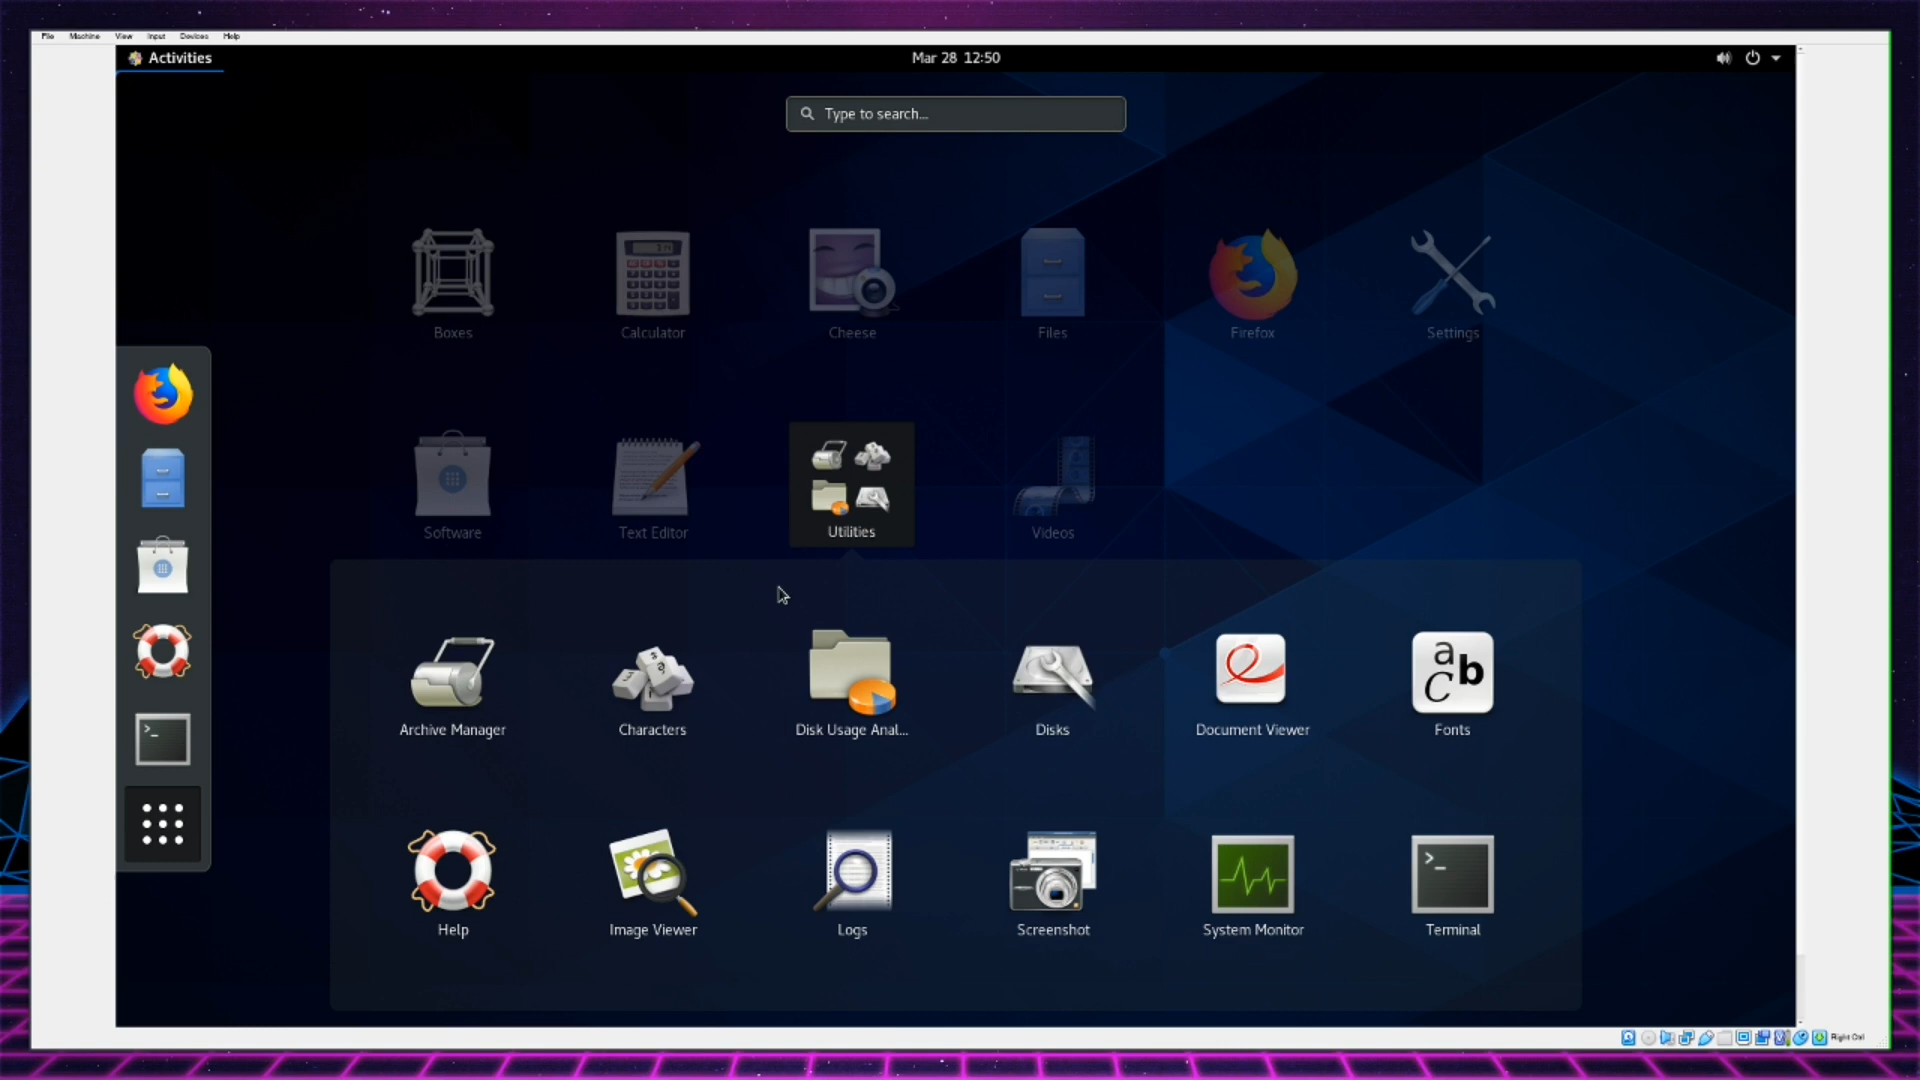 File Machine View Input Devices Help
Activities
Mar 28 12:50
Type to search...
Boxes
Calculator
Cheese
Files
Firefox
Settings
Software
Text Editor
Utilities
Videos
Archive Manager
Characters
Disk Usage Anal...
Disks
Document Viewer
Fonts
Help
Image Viewer
Logs
Screenshot
System Monitor
Terminal
Right Ctrl